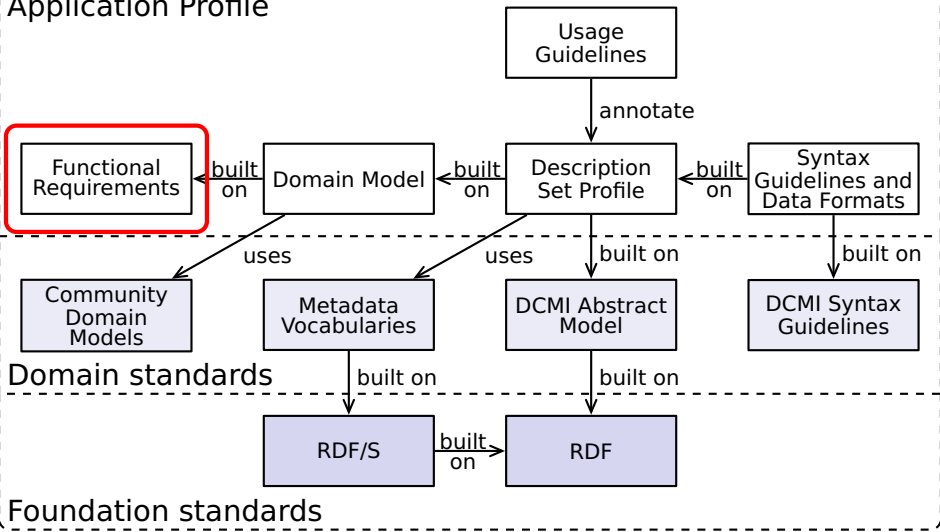 Application Profile
Usage
Guidelines
annotate
Functional
Requirements
built
on
Domain Model
built
on
Description
Set Profile
built
on
Syntax
Guidelines and
Data Formats
uses
uses
built on
built on
Community
Domain
Models
Metadata
Vocabularies
DCMI Abstract
Model
DCMI Syntax
Guidelines
Domain standards
built on
built on
RDF/S
built
on
RDF
Foundation standards